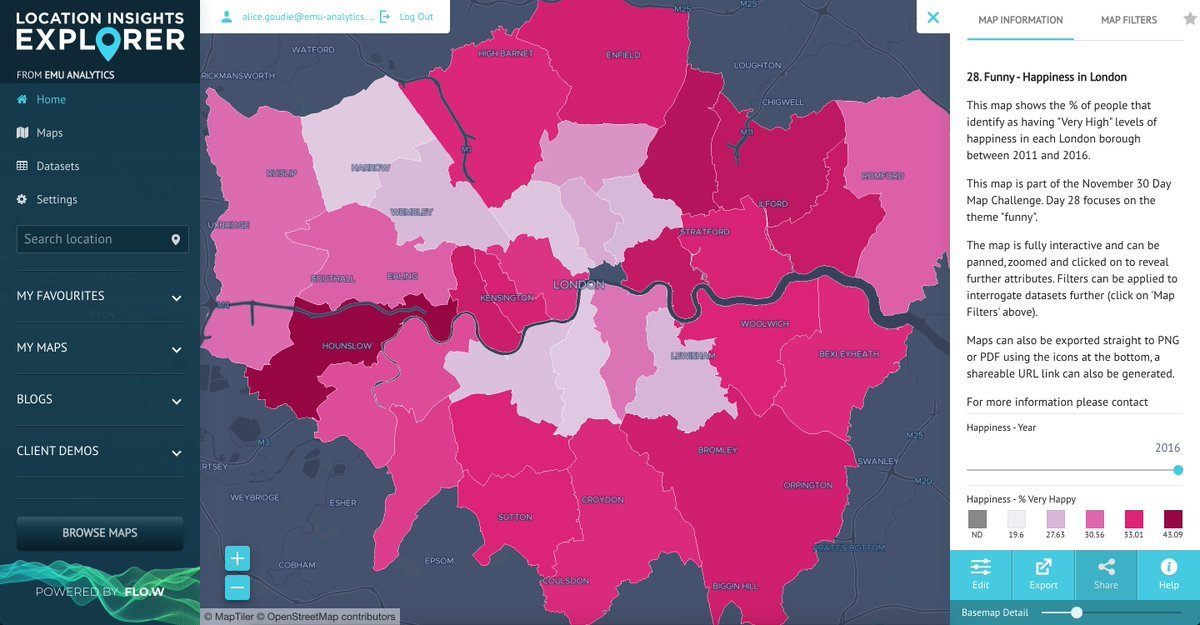 LOCATION INSIGHTS
EXPLORER
FROM EMU ANALYTICS
Home
Maps
Datasets
Settings
Search location
MY FAVOURITES
MY MAPS
BLOGS
CLIENT DEMOS
BROWSE MAPS
POWERED BY FLO.W
alice.goudie@emu-analytics....
Log Out
M25
WATFORD
HIGH BARNET
ENFIELD
LOUGHTON
RICKMANSWORTH
CHIGWELL
M11
M1
HARROW
RUISLIP
ROMFORD
WEMBLEY
ILFORD
UXBRIDGE
STRATFORD
SOUTHALL
EALING
LONDON
KENSINGTON
M4
WOOLWICH
HOUNSLOW
LEWISHAM
BEXLEYHEATH
M3
M25
BROMLEY
SWANLEY
M20
WEYBRIDGE
ESHER
ORPINGTON
CROYDON
SUTTON
PRATT'S BOTTOM
EPSOM
COBHAM
COULSDON
BIGGIN HILL
+
−
© MapTiler © OpenStreetMap contributors
MAP INFORMATION
MAP FILTERS
28. Funny - Happiness in London
This map shows the % of people that
identify as having "Very High" levels of
happiness in each London borough
between 2011 and 2016.
This map is part of the November 30 Day
Map Challenge. Day 28 focuses on the
theme "funny".
The map is fully interactive and can be
panned, zoomed and clicked on to reveal
further attributes. Filters can be applied to
interrogate datasets further (click on 'Map
Filters' above).
Maps can also be exported straight to PNG
or PDF using the icons at the bottom, a
shareable URL link can also be generated.
For more information please contact
Happiness - Year
2016
Happiness - % Very Happy
ND 19.6 27.63 30.56 33.01 43.09
Edit Export Share Help
Basemap Detail